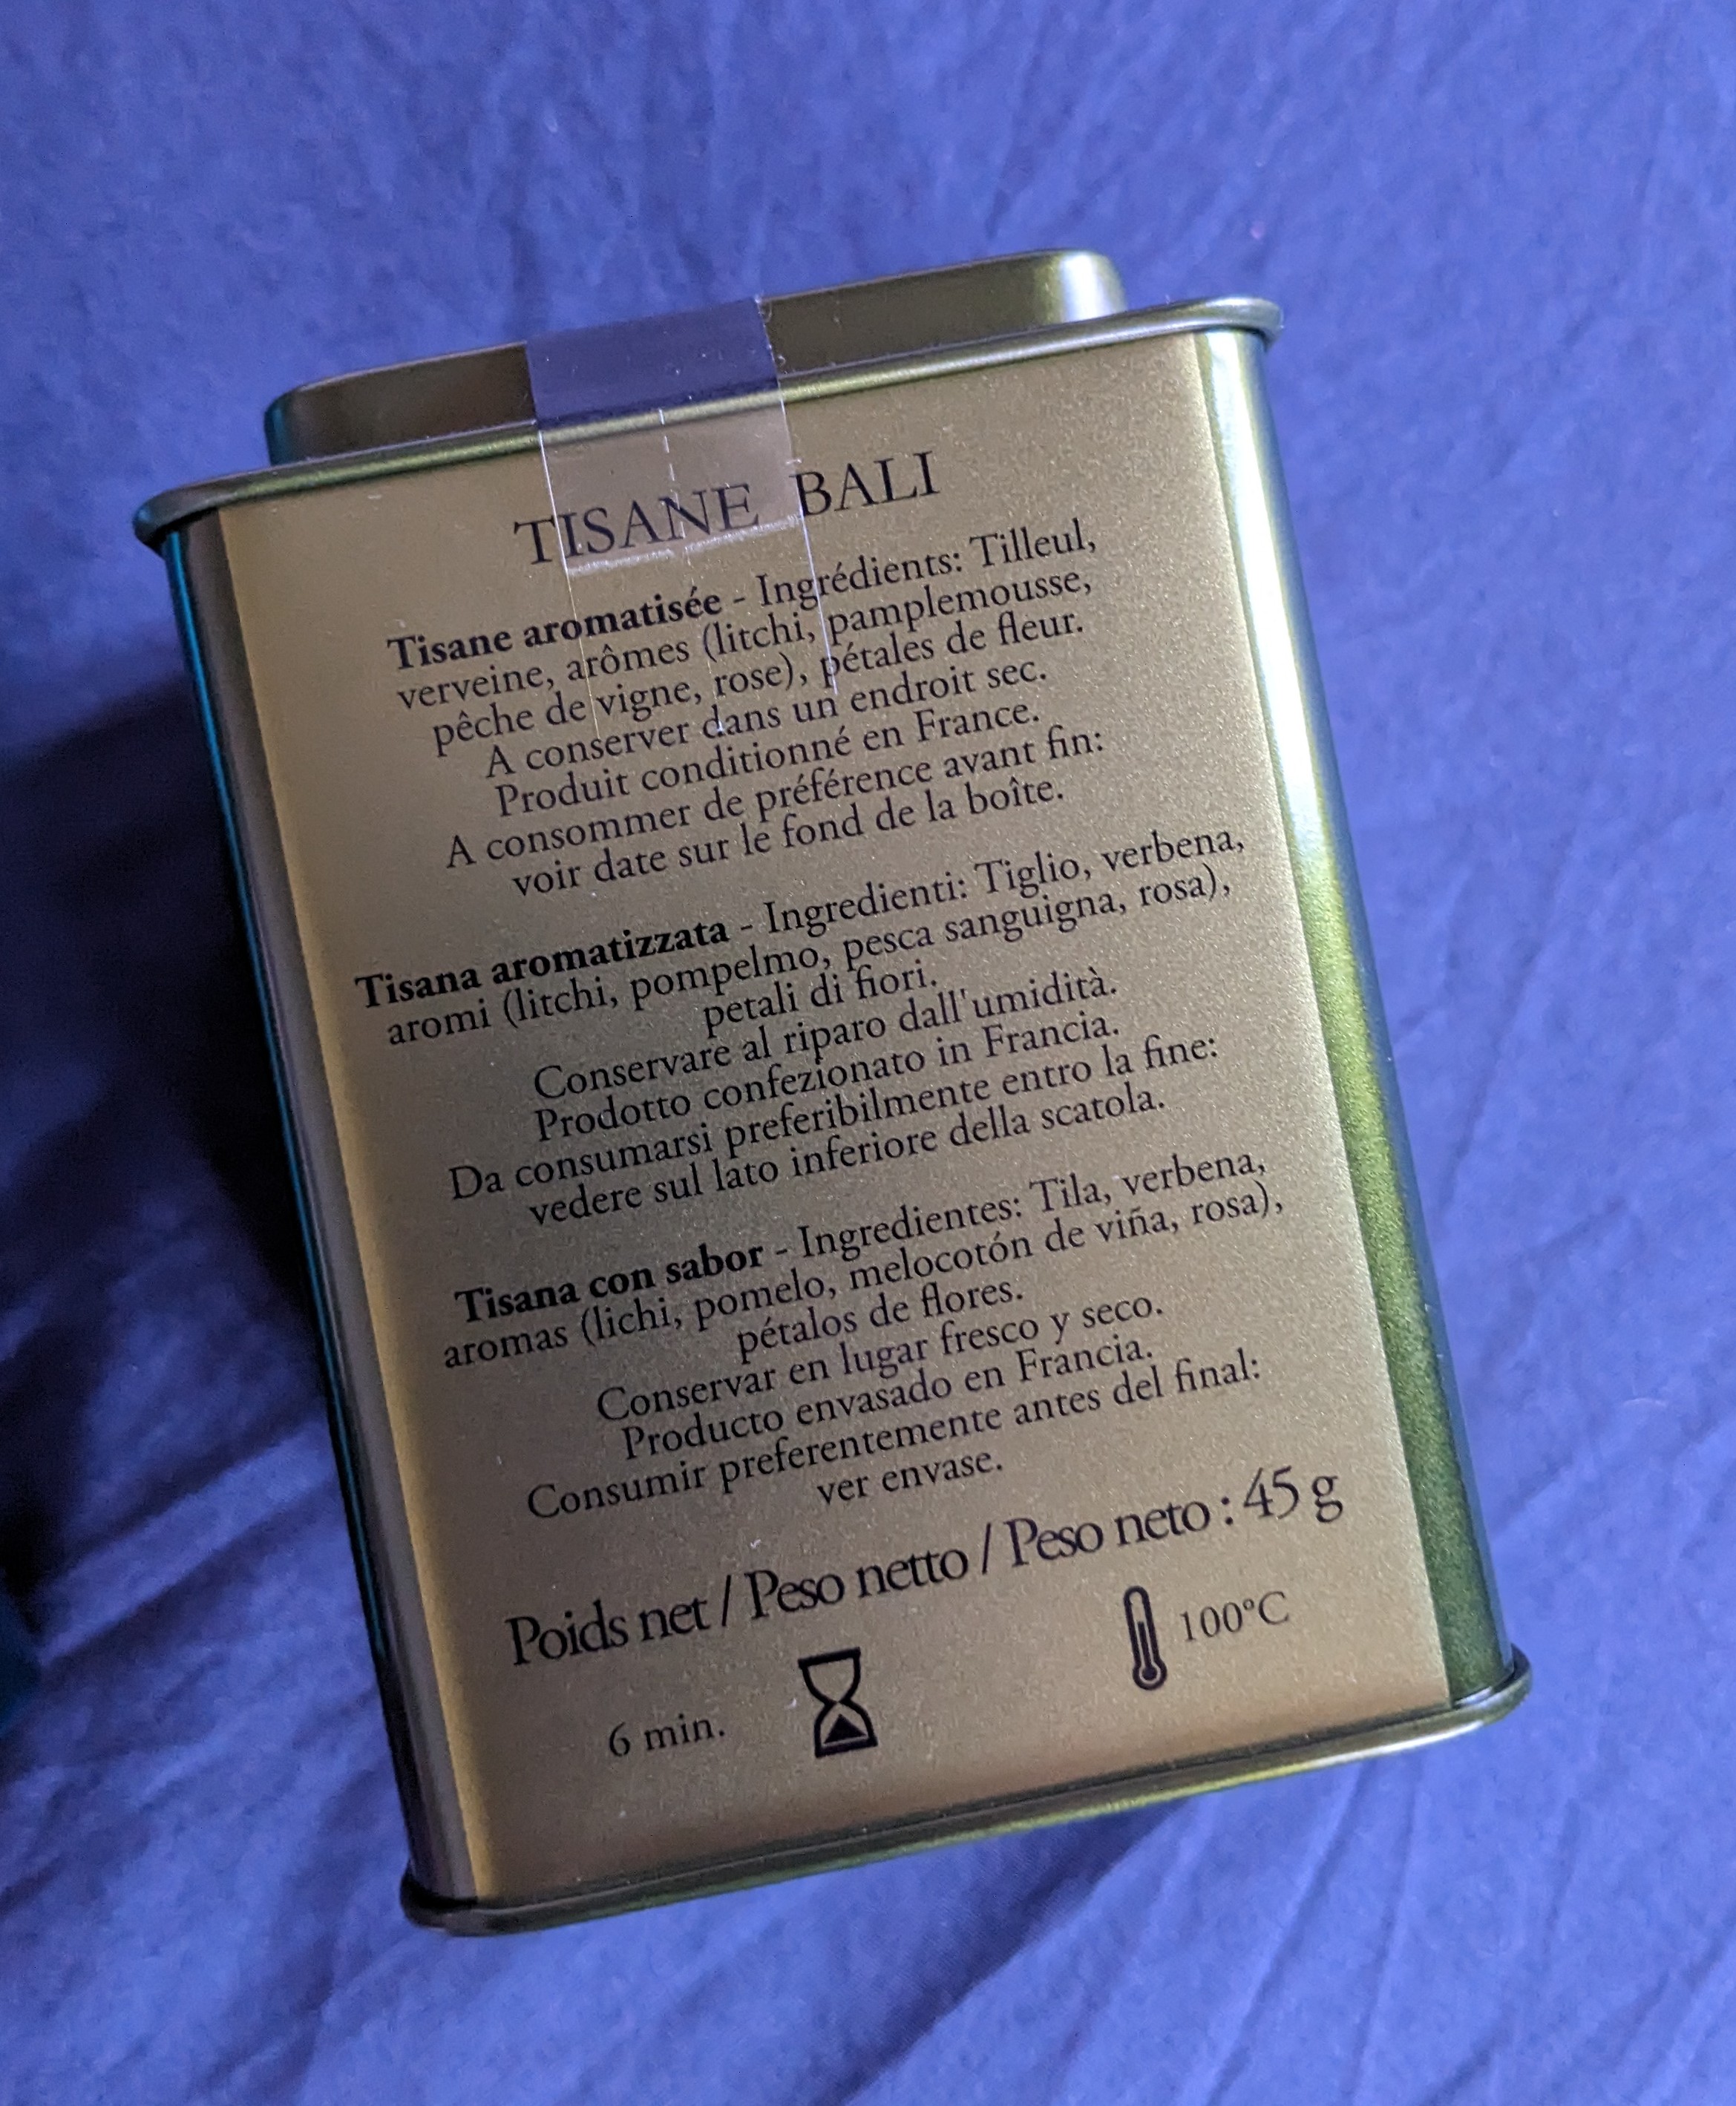 TISANE BALI
Tisane aromatisée - Ingrédients: Tilleul,
verveine, arômes (litchi, pamplemousse,
pêche de vigne, rose), pétales de fleur.
A conserver dans un endroit sec.
Produit conditionné en France.
A consommer de préférence avant fin:
voir date sur le fond de la boîte.
Tisana aromatizzata - Ingredienti: Tiglio, verbena,
aromi (litchi, pompelmo, pesca sanguigna, rosa),
petali di fiori.
Conservare al riparo dall'umidità.
Prodotto confezionato in Francia.
Da consumarsi preferibilmente entro la fine:
vedere sul lato inferiore della scatola.
Tisana con sabor - Ingredientes: Tila, verbena,
aromas (lichi, pomelo, melocotón de viña, rosa),
pétalos de flores.
Conservar en lugar fresco y seco.
Producto envasado en Francia.
Consumir preferentemente antes del final:
ver envase.
Poids net / Peso netto / Peso neto : 45 g
6 min.
100°C